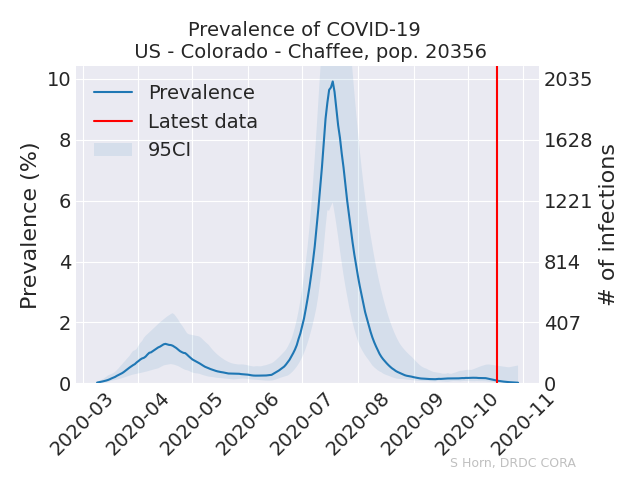 Prevalence of COVID-19
US - Colorado - Chaffee, pop. 20356
Prevalence
Latest data
95CI
Prevalence (%)
10
8
6
4
2
0
2035
1628
1221
814
407
0
# of infections
2020-03
2020-04
2020-05
2020-06
2020-07
2020-08
2020-09
2020-10
2020-11
S Horn, DRDC CORA